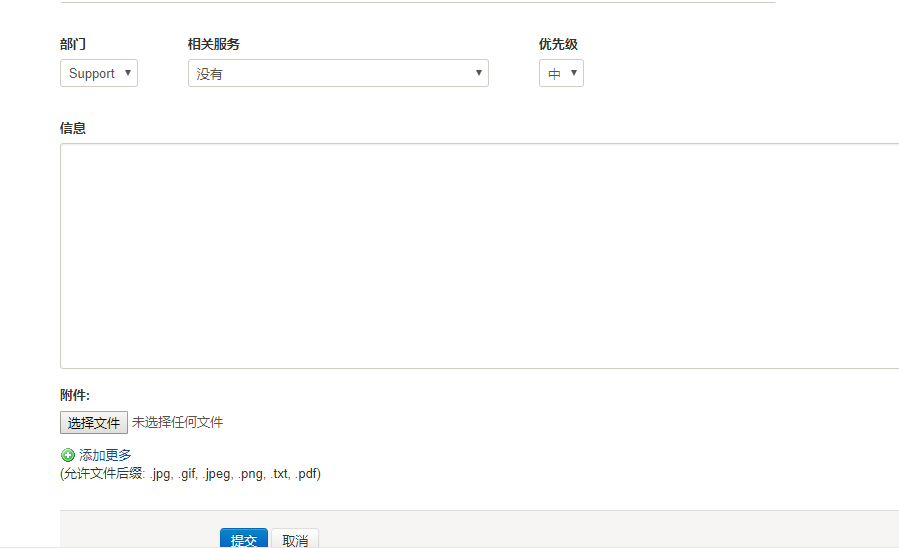 部门 相关服务 优先级
Support 没有 中
信息
附件:
选择文件 未选择任何文件
添加更多
(允许文件后缀: .jpg, .gif, .jpeg, .png, .txt, .pdf)
提交 取消